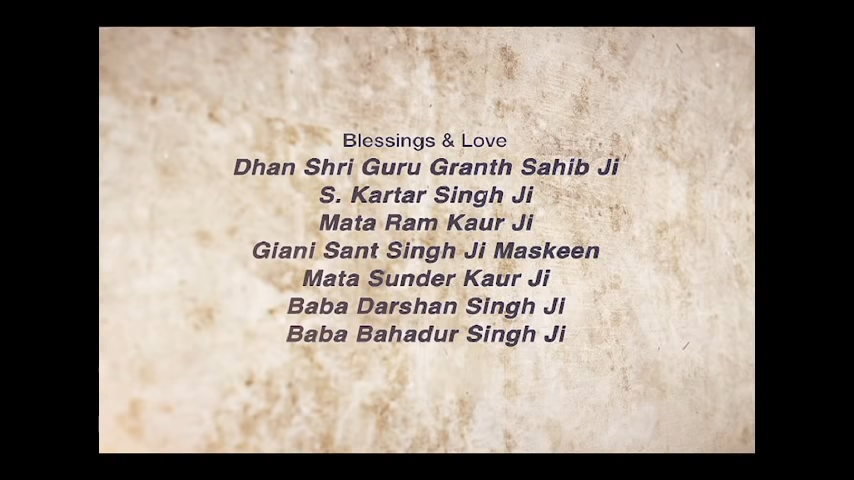 Blessings & Love
Dhan Shri Guru Granth Sahib Ji
S. Kartar Singh Ji
Mata Ram Kaur Ji
Giani Sant Singh Ji Maskeen
Mata Sunder Kaur Ji
Baba Darshan Singh Ji
Baba Bahadur Singh Ji